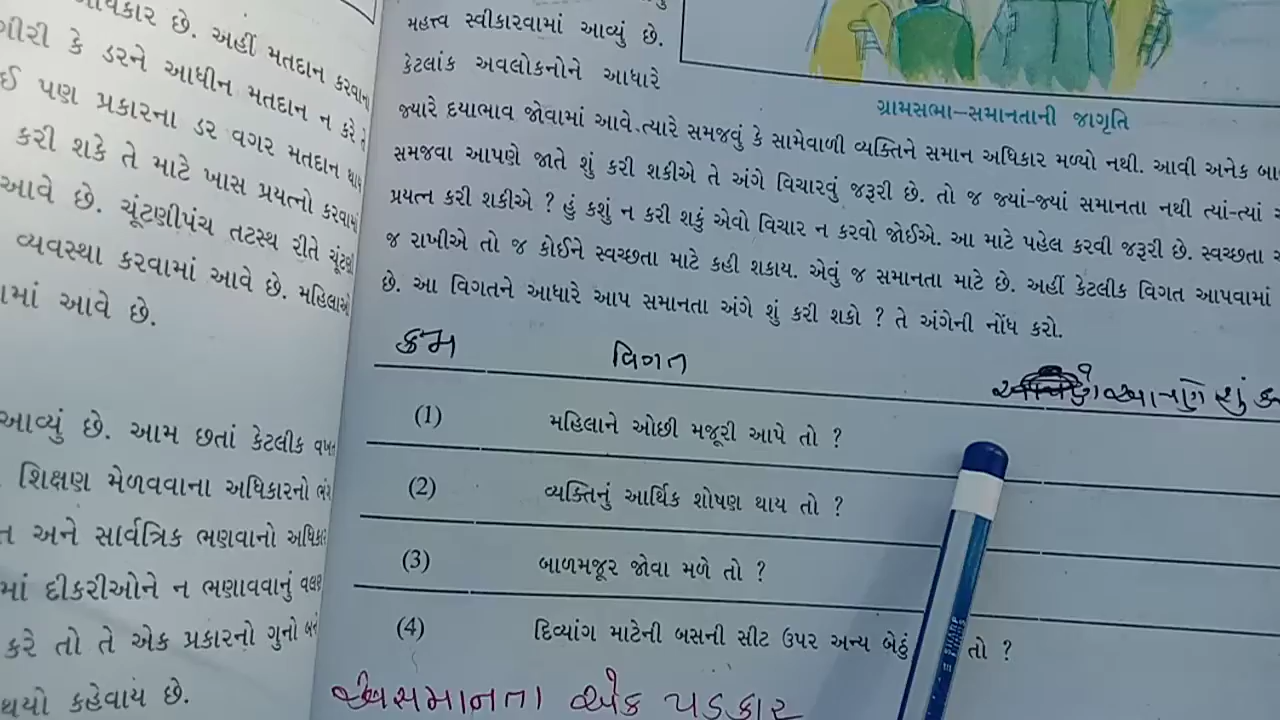 અહીં મતદાન કરવામાં
ગીરી કે ડરને આધીન મતદાન ન કરે તે
પણ પ્રકારના ડર વગર મતદાન થાય
કરી શકે તે માટે ખાસ પ્રયત્નો કરવામાં
આવે છે. ચૂંટણીપંચ તટસ્થ રીતે ચૂંટણી
વ્યવસ્થા કરવામાં આવે છે. મહિલાઓ
માં આવે છે.
આવ્યું છે. આમ છતાં કેટલીક વખત
શિક્ષણ મેળવવાના અધિકારનો ભંગ
ત અને સાર્વત્રિક ભણવાનો અધિકાર
માં દીકરીઓને ન ભણાવવાનું વલણ
કરે તો તે એક પ્રકારનો ગુનો બને
થયો કહેવાય છે.
મહત્ત્વ સ્વીકારવામાં આવ્યું છે.
કેટલાંક અવલોકનોને આધારે
ગ્રામસભા–સમાનતાની જાગૃતિ
જ્યારે દયાભાવ જોવામાં આવે. ત્યારે સમજવું કે સામેવાળી વ્યક્તિને સમાન અધિકાર મળ્યો નથી. આવી અનેક
સમજવા આપણે જાતે શું કરી શકીએ તે અંગે વિચારવું જરૂરી છે. તો જ જ્યાં-જ્યાં સમાનતા નથી ત્યાં-ત્યાં
પ્રયત્ન કરી શકીએ ? હું કશું ન કરી શકું એવો વિચાર ન કરવો જોઈએ. આ માટે પહેલ કરવી જરૂરી છે. સ્વચ્છતા
જ રાખીએ તો જ કોઈને સ્વચ્છતા માટે કહી શકાય. એવું જ સમાનતા માટે છે. અહીં કેટલીક વિગત આપવામાં
છે. આ વિગતને આધારે આપ સમાનતા અંગે શું કરી શકો ? તે અંગેની નોંધ કરો.
ક્રમ વિગત શું
(1) મહિલાને ઓછી મજૂરી આપે તો ?
(2) વ્યક્તિનું આર્થિક શોષણ થાય તો ?
(3) બાળમજૂર જોવા મળે તો ?
(4) દિવ્યાંગ માટેની બસની સીટ ઉપર અન્ય બેઠું તો ?
અસમાનતા એક પડકાર